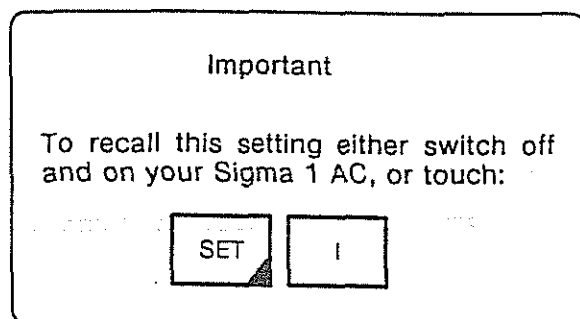 Important
To recall this setting either switch off
and on your Sigma 1 AC, or touch:
SET I